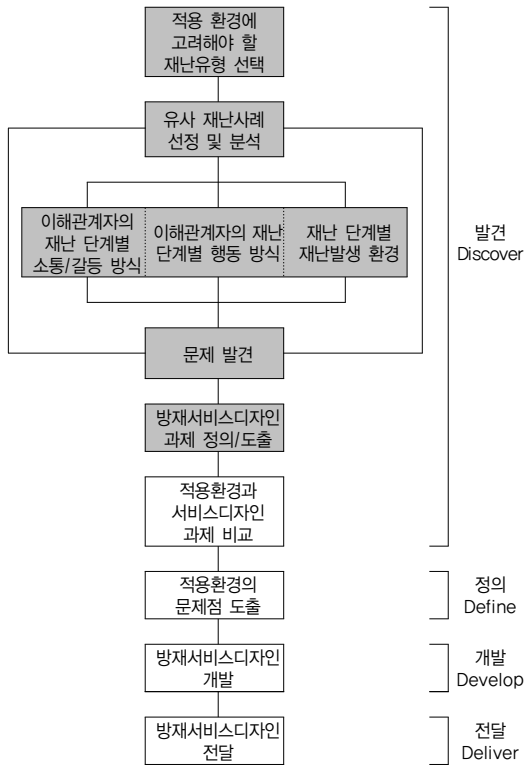 적용 환경에
고려해야 할
재난유형 선택
유사 재난사례
선정 및 분석
이해관계자의
재난 단계별
소통/갈등 방식
이해관계자의 재난
단계별 행동 방식
재난 단계별
재난발생 환경
발견
Discover
문제 발견
방재서비스디자인
과제 정의/도출
적용환경과
서비스디자인
과제 비교
적용환경의
문제점 도출
정의
Define
방재서비스디자인
개발
개발
Develop
방재서비스디자인
전달
전달
Deliver